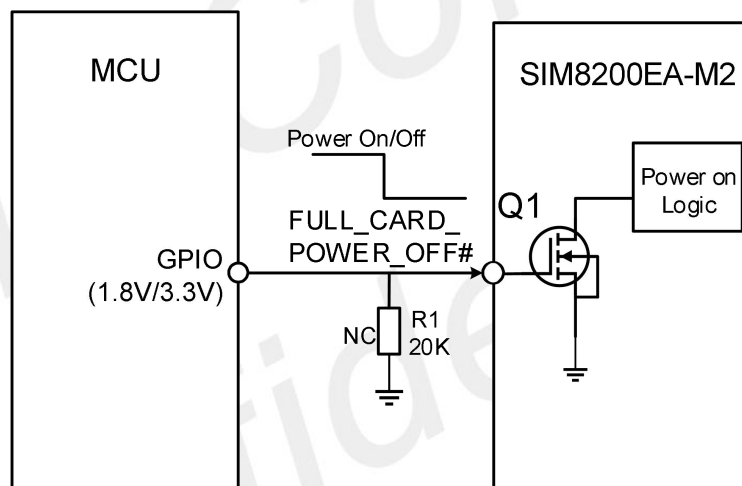 MCU
SIM8200EA-M2
Power On/Off
Power on
Logic
Q1
FULL_CARD_
POWER_OFF#
GPIO
(1.8V/3.3V)
NC
R1
20K